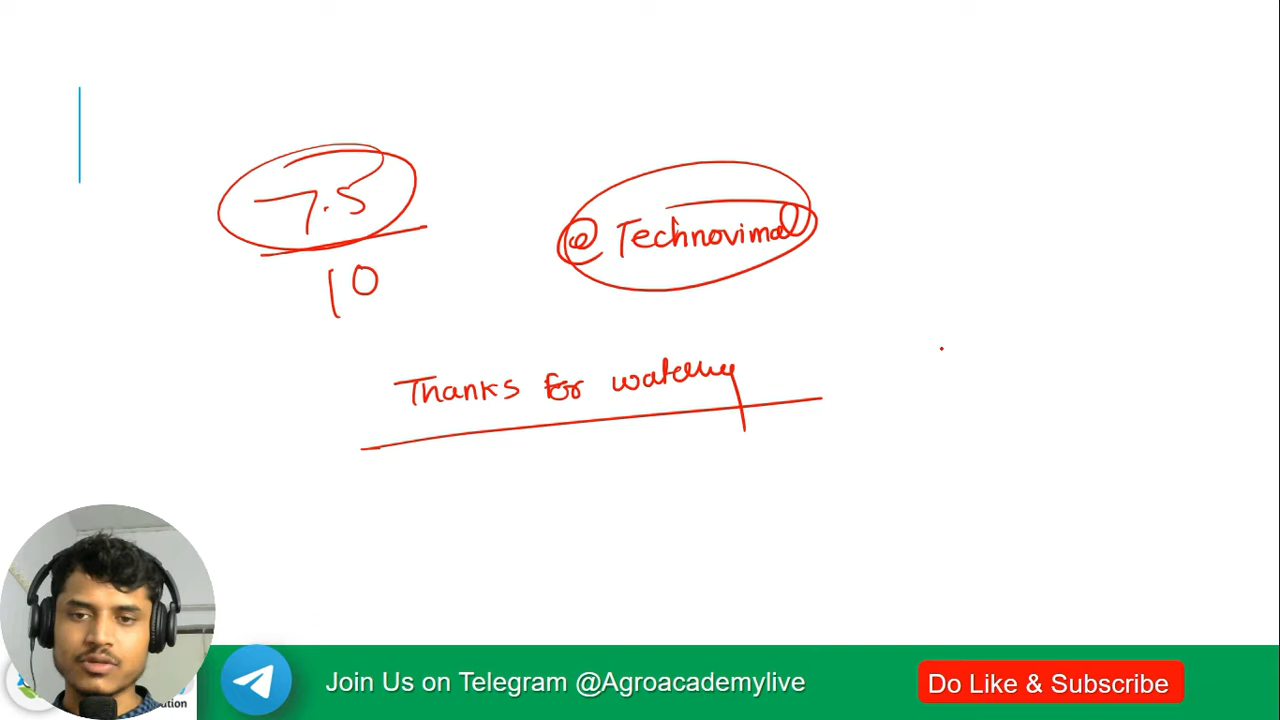 7.5
10
@Technovimal
Thanks for watching
Join Us on Telegram @Agroacademylive
Do Like & Subscribe